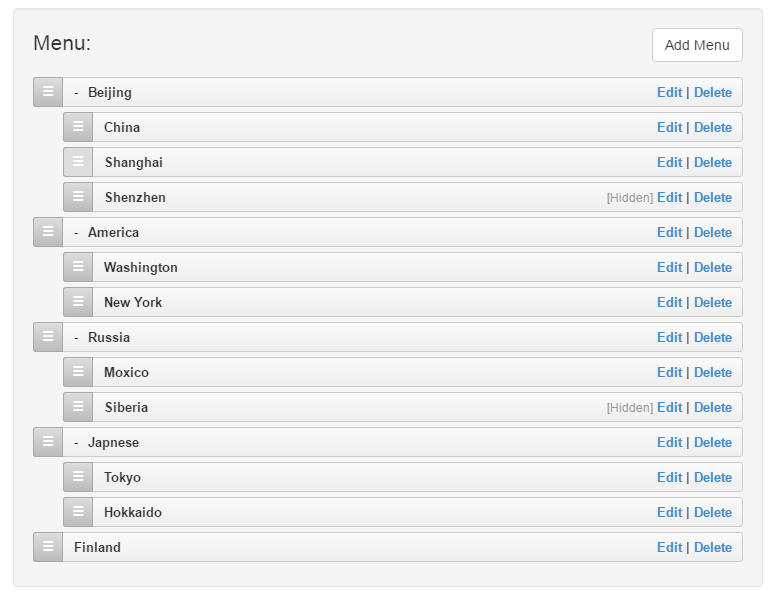 Menu:
Add Menu
- Beijing Edit | Delete
China Edit | Delete
Shanghai Edit | Delete
Shenzhen [Hidden] Edit | Delete
- America Edit | Delete
Washington Edit | Delete
New York Edit | Delete
- Russia Edit | Delete
Moxico Edit | Delete
Siberia [Hidden] Edit | Delete
- Japnese Edit | Delete
Tokyo Edit | Delete
Hokkaido Edit | Delete
Finland Edit | Delete